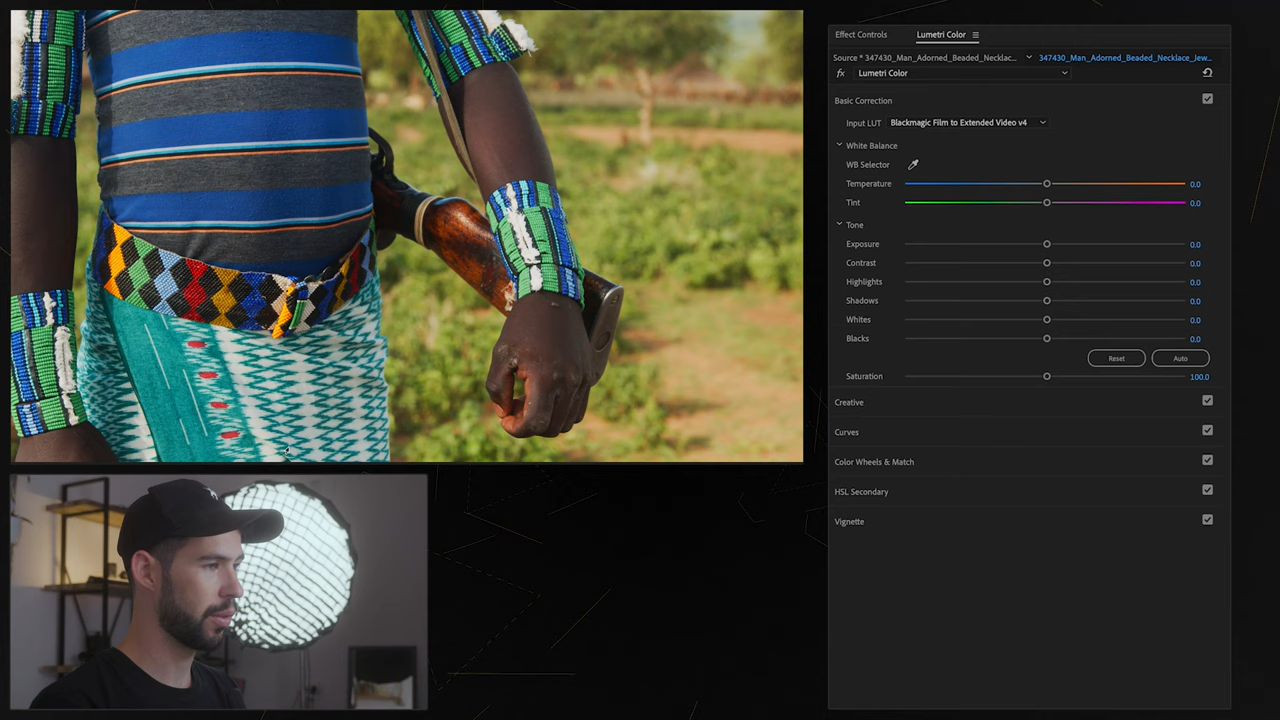 Effect Controls
Lumetri Color
Source * 347430_Man_Adorned_Beaded_Necklac...
347430_Man_Adorned_Beaded_Necklace_Jew...
fx
Lumetri Color
Basic Correction
Input LUT
Blackmagic Film to Extended Video v4
White Balance
WB Selector
Temperature
0.0
Tint
0.0
Tone
Exposure
0.0
Contrast
0.0
Highlights
0.0
Shadows
0.0
Whites
0.0
Blacks
0.0
Reset
Auto
Saturation
100.0
Creative
Curves
Color Wheels & Match
HSL Secondary
Vignette